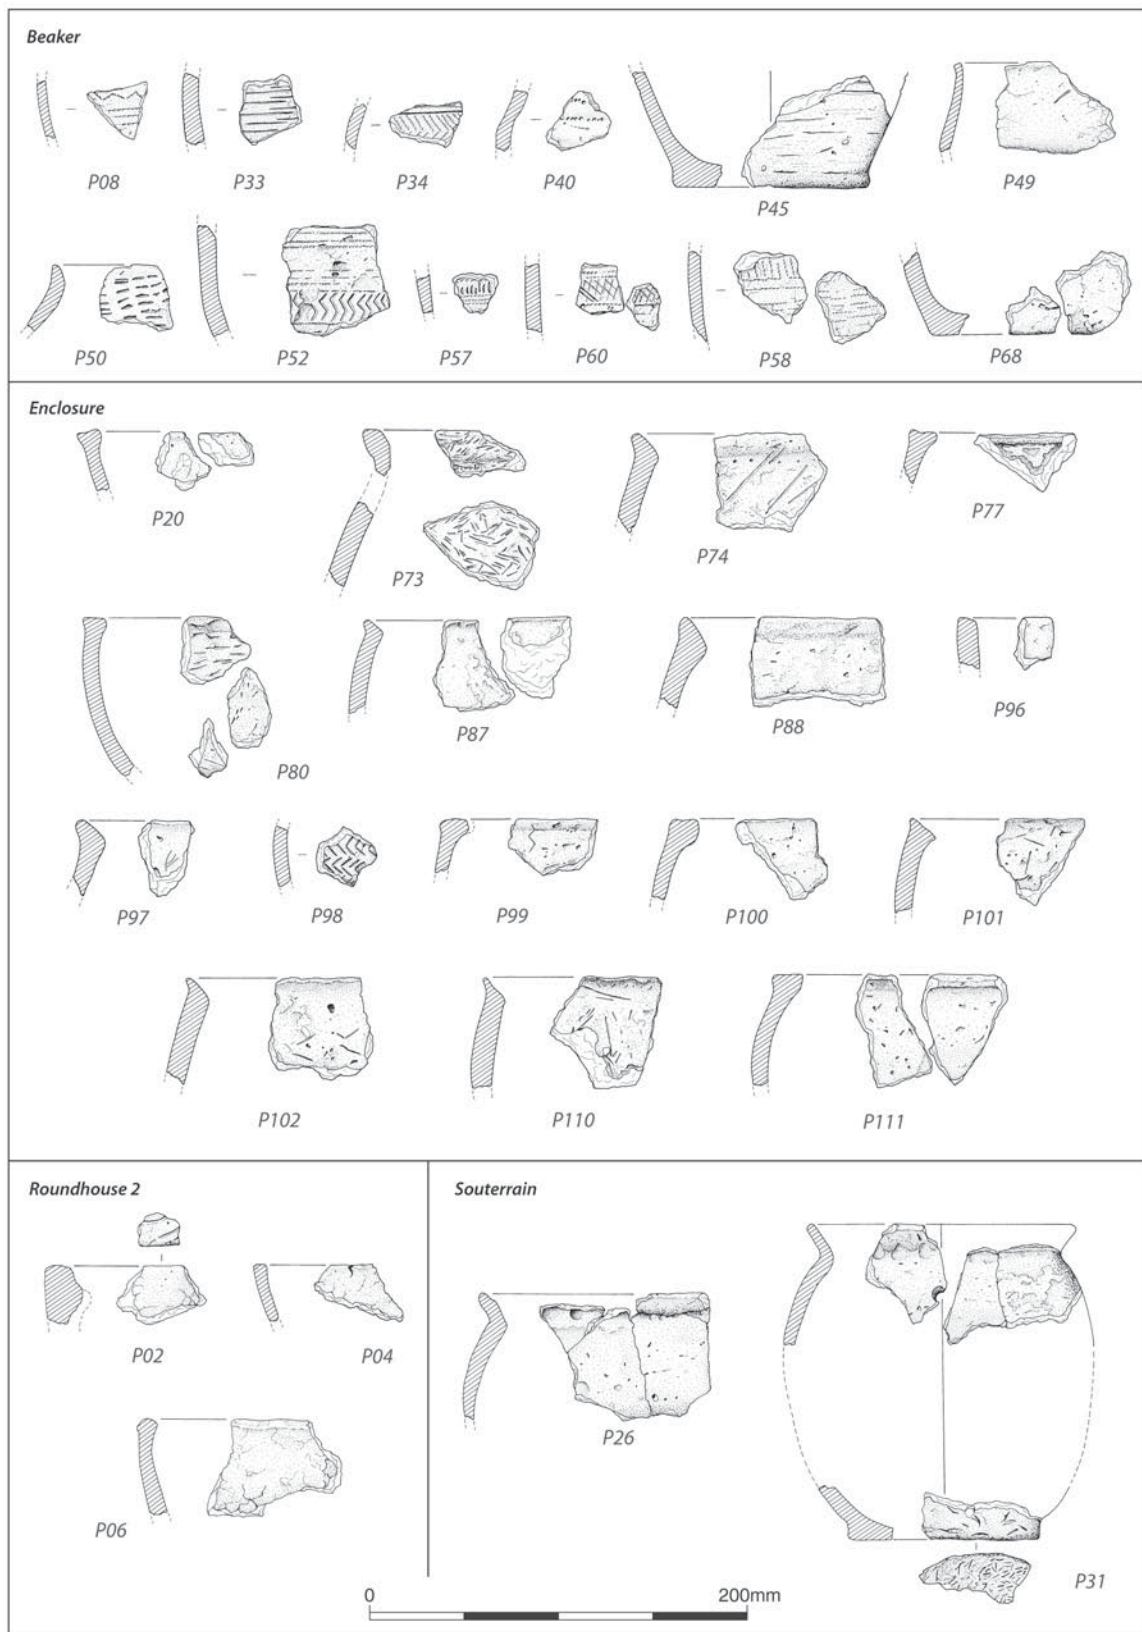 Beaker
P08 P33 P34 P40 P45 P49
P50 P52 P57 P60 P58 P68
Enclosure
P20 P73 P74 P77
P80 P87 P88 P96
P97 P98 P99 P100 P101
P102 P110 P111
Roundhouse 2
P02 P04
P06
Souterrain
P26
P31
0 200mm